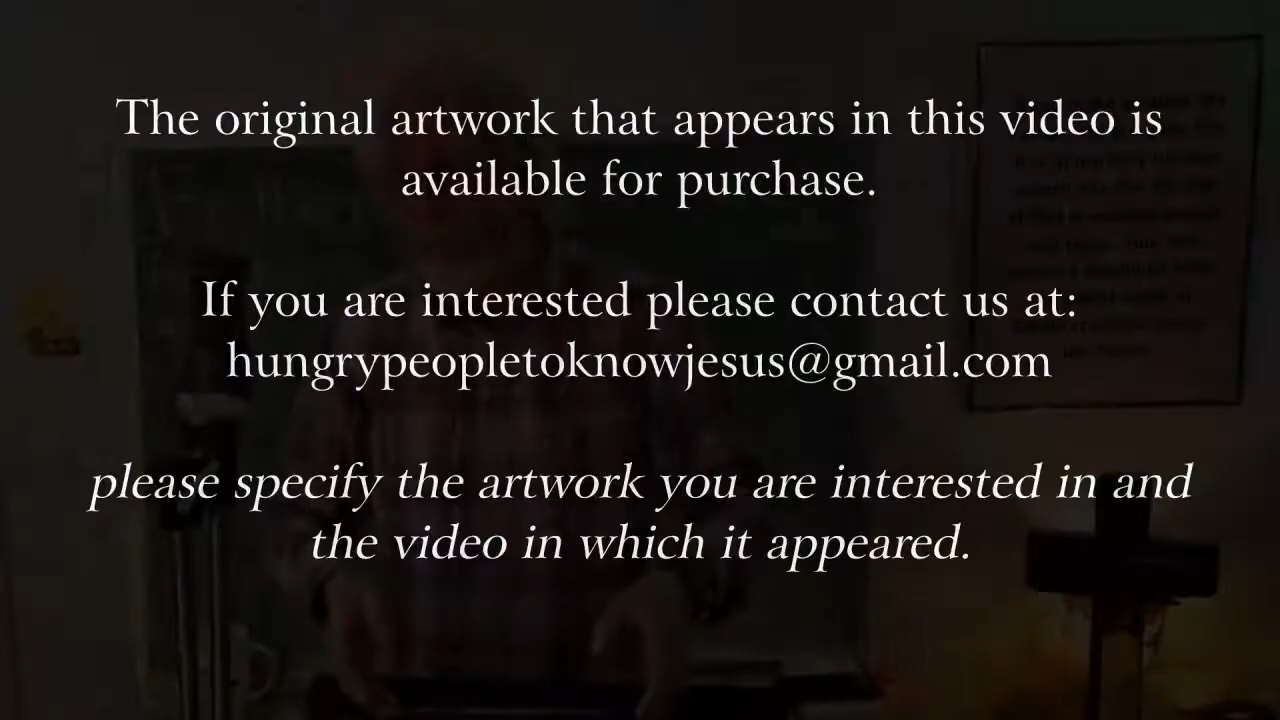 The original artwork that appears in this video is
available for purchase.
If you are interested please contact us at:
hungrypeopletoknowjesus@gmail.com
please specify the artwork you are interested in and
the video in which it appeared.